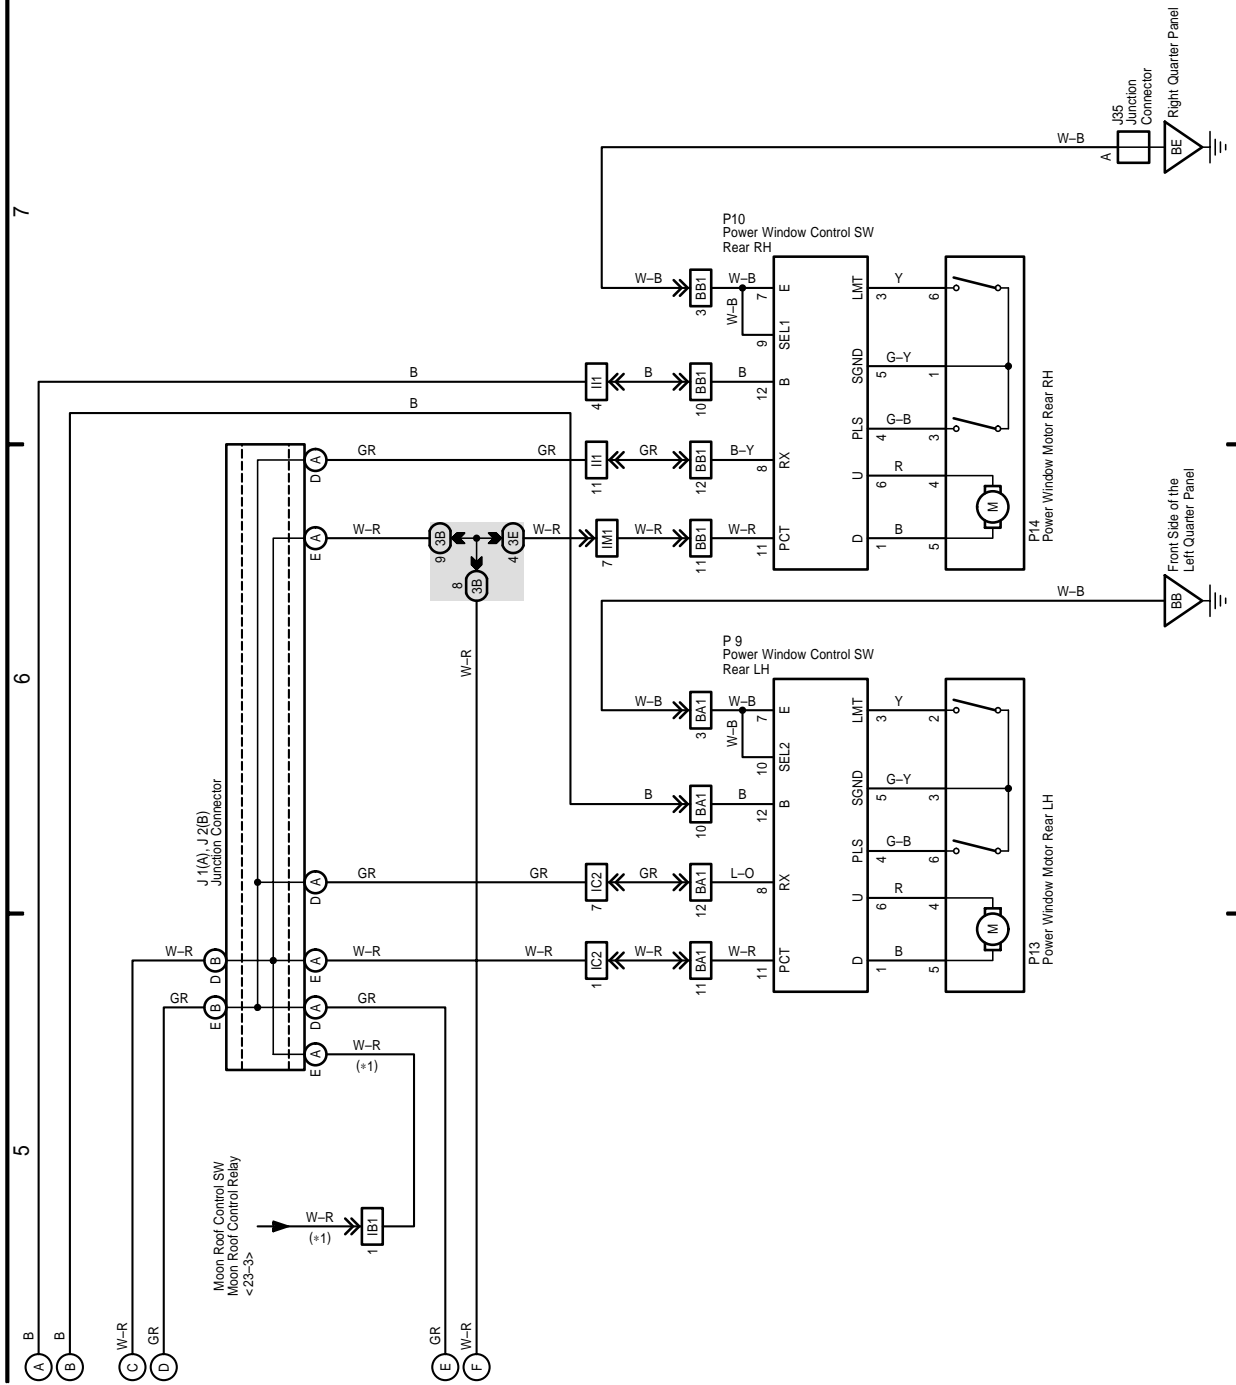 7
6
5
A
B
B
B
C
W–R
D
GR
E
GR
F
W–R
Moon Roof Control SW
Moon Roof Control Relay
<23–3>
W–R
(*1)
1
IB1
J 1(A), J 2(B)
Junction Connector
W–R
D
B
GR
E
B
A
D
GR
A
E
W–R
A
D
GR
A
E
W–R
A
D
GR
A
E
W–R
(*1)
B
B
9
3B
8
3B
4
3E
W–R
W–R
7
IM1
GR
11
II1
4
II1
GR
7
IC2
W–R
1
IC2
W–B
3
BB1
W–B
W–B
B
10
BB1
B
GR
12
BB1
B–Y
W–R
11
BB1
W–R
P10
Power Window Control SW
Rear RH
7
E
9
SEL1
12
B
8
RX
11
PCT
LMT
3
Y
6
SGND
5
G–Y
1
PLS
4
G–B
3
U
6
R
4
D
1
B
5
M
P14
Power Window Motor Rear RH
W–B
A
J35
Junction
Connector
BE
Right Quarter Panel
W–B
3
BA1
W–B
W–B
B
10
BA1
B
GR
12
BA1
L–O
W–R
11
BA1
W–R
P 9
Power Window Control SW
Rear LH
7
E
10
SEL2
12
B
8
RX
11
PCT
LMT
3
Y
2
SGND
5
G–Y
3
PLS
4
G–B
6
U
6
R
4
D
1
B
5
M
P13
Power Window Motor Rear LH
W–B
BB
Front Side of the
Left Quarter Panel